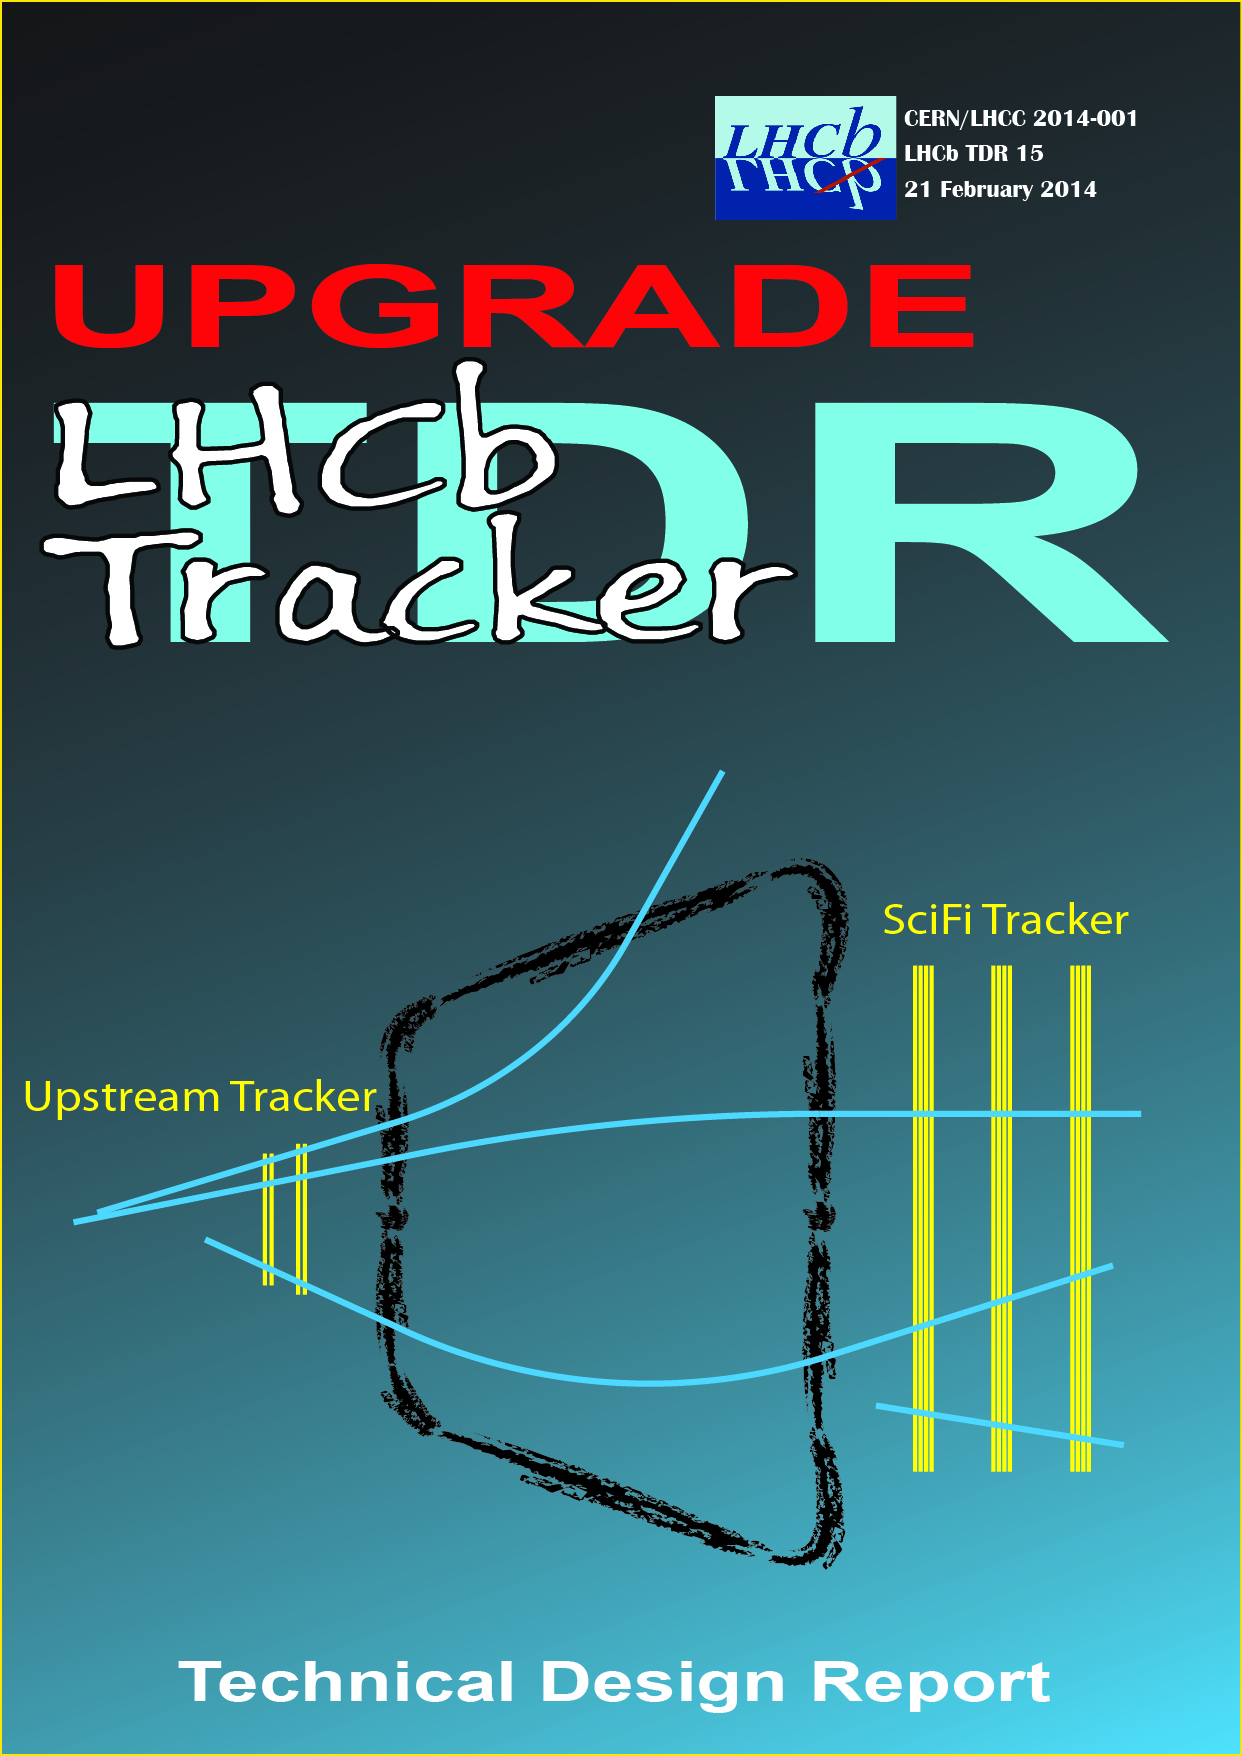 LHCb
LHCp
CERN/LHCC 2014-001
LHCb TDR 15
21 February 2014
UPGRADE
TDR
LHCb
Tracker
SciFi Tracker
Upstream Tracker
Technical Design Report